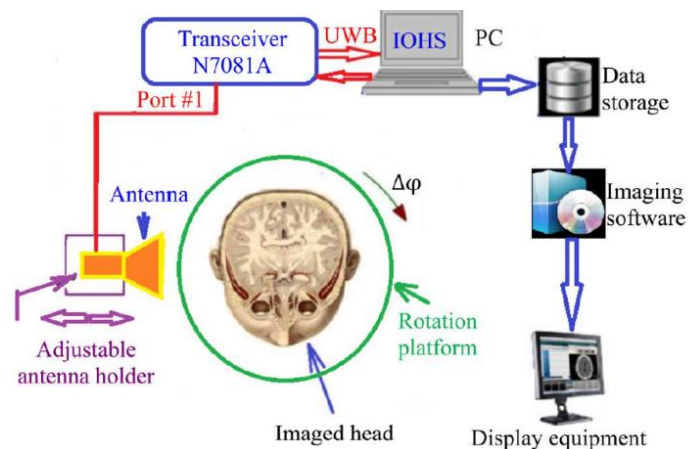 Transceiver
N7081A
UWB
IOHS
PC
Port #1
Data
storage
Antenna
Δφ
Imaging
software
Rotation
platform
Adjustable
antenna holder
Imaged head
Display equipment